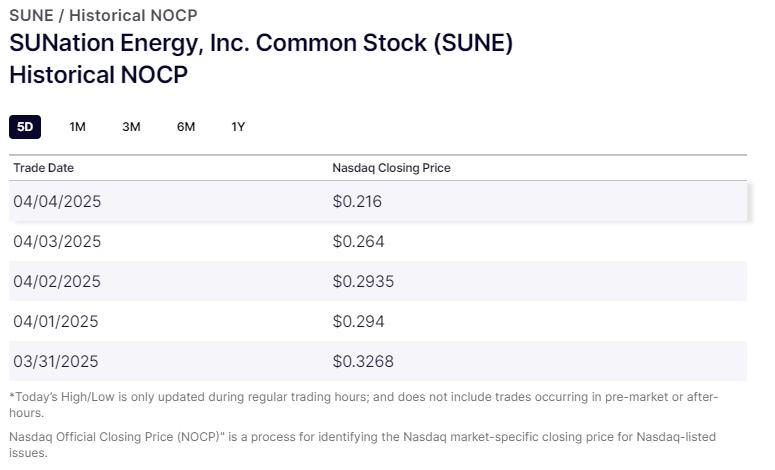 SUNE / Historical NOCP
SUNation Energy, Inc. Common Stock (SUNE)
Historical NOCP
5D 1M 3M 6M 1Y
Trade Date Nasdaq Closing Price
04/04/2025 $0.216
04/03/2025 $0.264
04/02/2025 $0.2935
04/01/2025 $0.294
03/31/2025 $0.3268
*Today's High/Low is only updated during regular trading hours; and does not include trades occurring in pre-market or after-
hours.
Nasdaq Official Closing Price (NOCP)" is a process for identifying the Nasdaq market-specific closing price for Nasdaq-listed
issues.